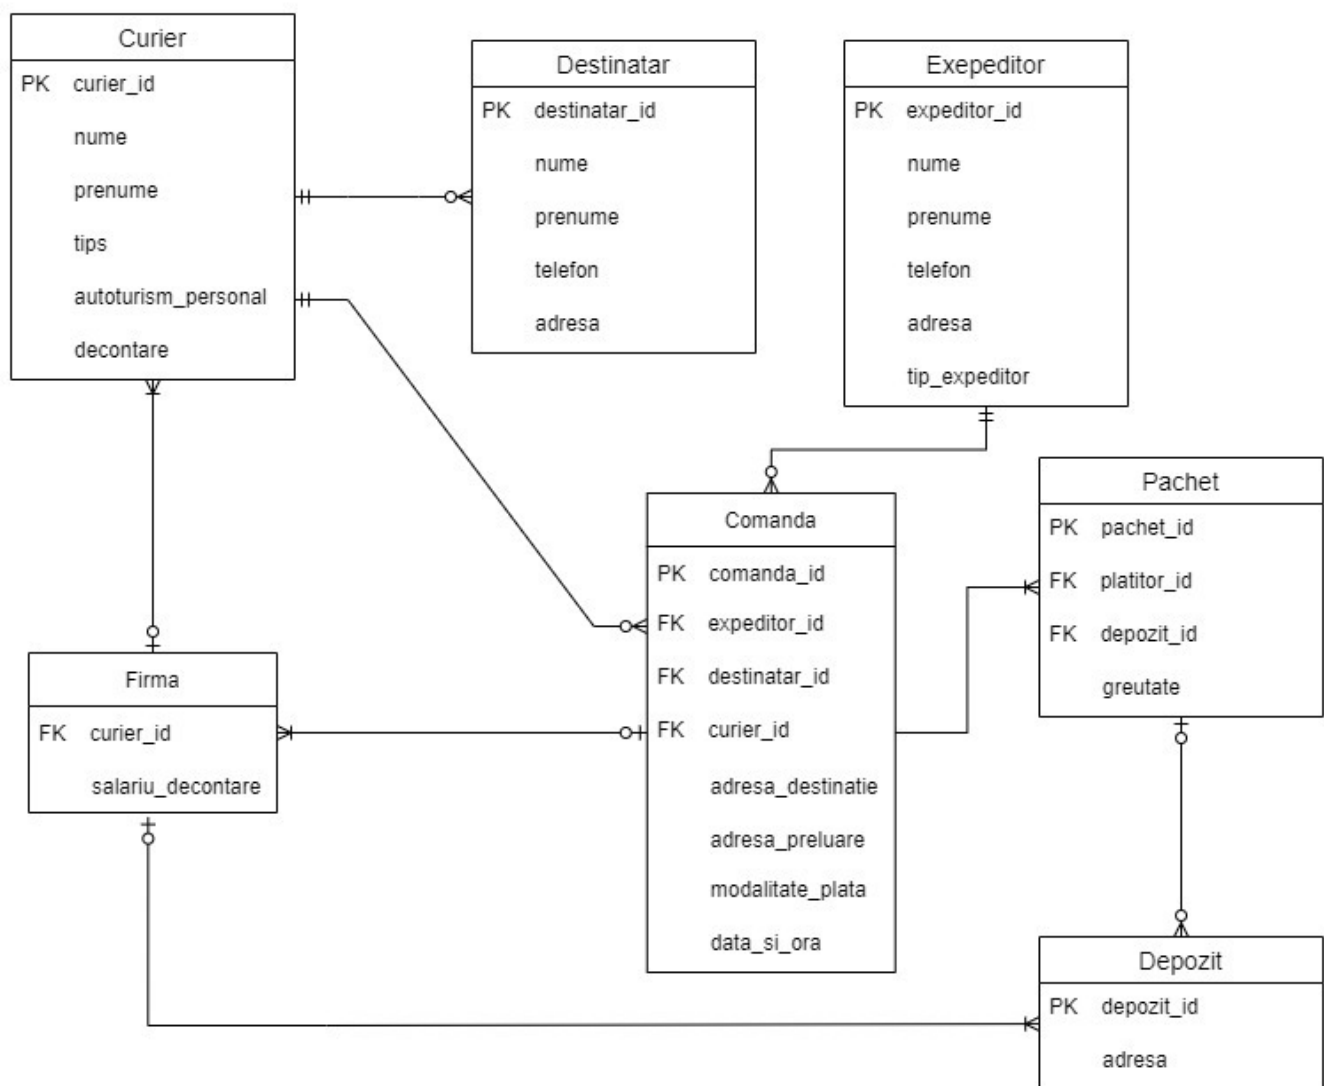 Curier
PK curier_id
nume
prenume
tips
autoturism_personal
decontare
Destinatar
PK destinatar_id
nume
prenume
telefon
adresa
Exepeditor
PK expeditor_id
nume
prenume
telefon
adresa
tip_expeditor
Firma
FK curier_id
salariu_decontare
Comanda
PK comanda_id
FK expeditor_id
FK destinatar_id
FK curier_id
adresa_destinatie
adresa_preluare
modalitate_plata
data_si_ora
Pachet
PK pachet_id
FK platitor_id
FK depozit_id
greutate
Depozit
PK depozit_id
adresa